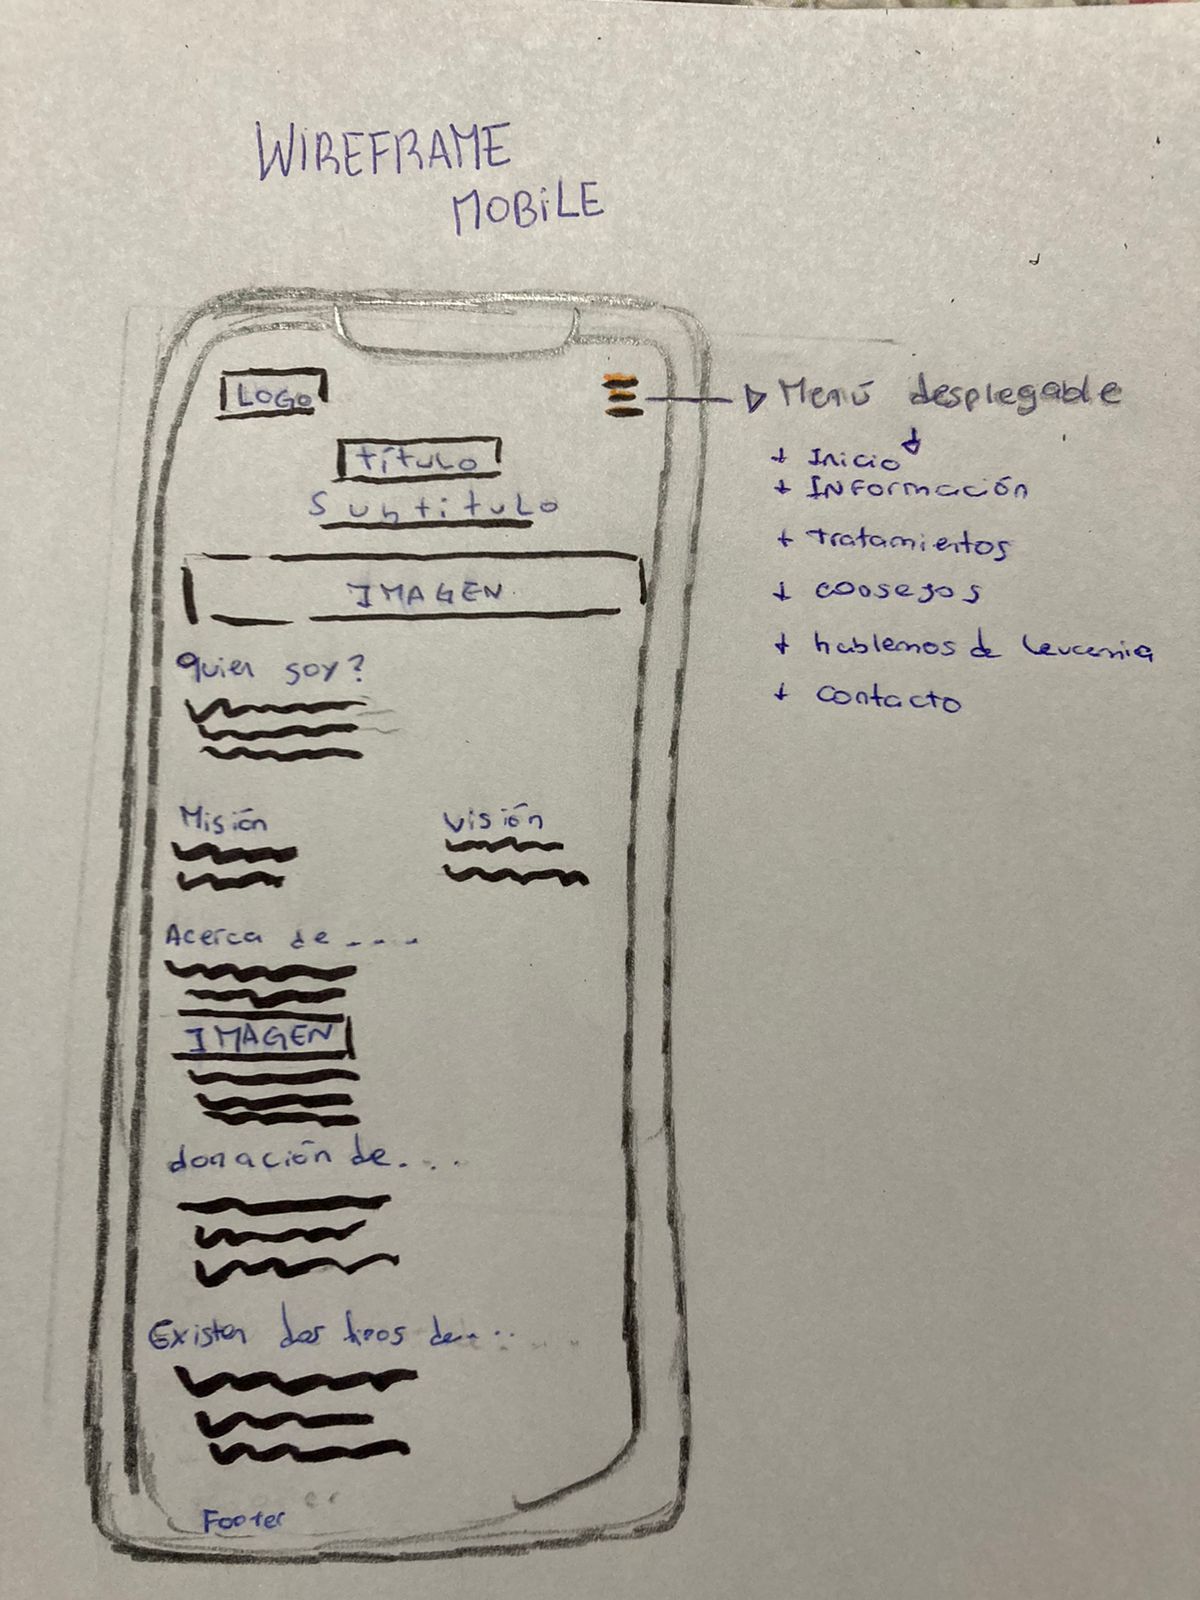 WIREFRAME
MOBILE
LOGO
Menú desplegable
título
Subtitulo
+ Inicio
+ INformación
+ tratamientos
+ consejos
+ hablemos de leucemia
+ contacto
IMAGEN
quien soy?
Misión
visión
Acerca de ....
IMAGEN
donación de....
Existen dos tipos de.....
Footer